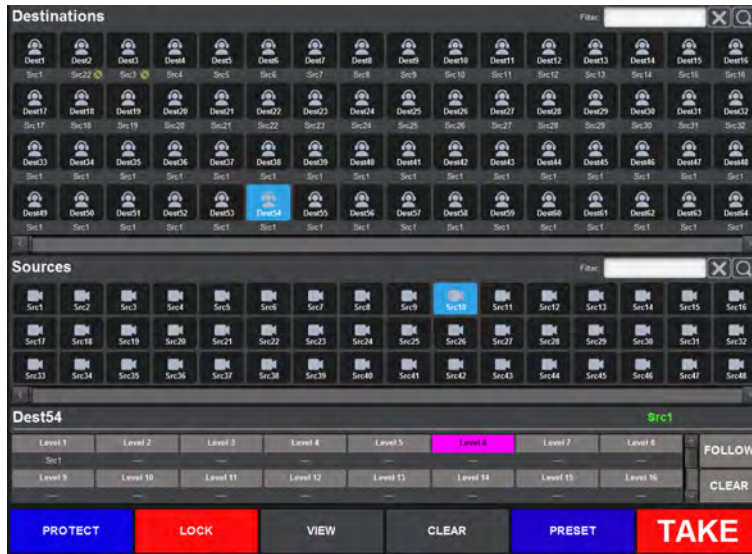 Destinations Filter:
Dest1 Dest2 Dest3 Dest4 Dest5 Dest6 Dest7 Dest8 Dest9 Dest10 Dest11 Dest12 Dest13 Dest14 Dest15 Dest16
Src1 Src22 Src3 Src4 Src5 Src6 Src7 Src8 Src9 Src10 Src11 Src12 Src13 Src14 Src15 Src16
Dest17 Dest18 Dest19 Dest20 Dest21 Dest22 Dest23 Dest24 Dest25 Dest26 Dest27 Dest28 Dest29 Dest30 Dest31 Dest32
Src17 Src18 Src19 Src20 Src21 Src22 Src23 Src24 Src25 Src26 Src27 Src28 Src29 Src30 Src31 Src32
Dest33 Dest34 Dest35 Dest36 Dest37 Dest38 Dest39 Dest40 Dest41 Dest42 Dest43 Dest44 Dest45 Dest46 Dest47 Dest48
Src1 Src1 Src1 Src1 Src1 Src1 Src1 Src1 Src1 Src1 Src1 Src1 Src1 Src1 Src1 Src1
Dest49 Dest50 Dest51 Dest52 Dest53 Dest54 Dest55 Dest56 Dest57 Dest58 Dest59 Dest60 Dest61 Dest62 Dest63 Dest64
Src1 Src1 Src1 Src1 Src1 Src1 Src1 Src1 Src1 Src1 Src1 Src1 Src1 Src1 Src1 Src1
Sources Filter:
Src1 Src2 Src3 Src4 Src5 Src6 Src7 Src8 Src9 Src10 Src11 Src12 Src13 Src14 Src15 Src16
Src17 Src18 Src19 Src20 Src21 Src22 Src23 Src24 Src25 Src26 Src27 Src28 Src29 Src30 Src31 Src32
Src33 Src34 Src35 Src36 Src37 Src38 Src39 Src40 Src41 Src42 Src43 Src44 Src45 Src46 Src47 Src48
Dest54 Src1
Level 1 Level 2 Level 3 Level 4 Level 5 Level 6 Level 7 Level 8 FOLLOW
Src1 — — — — — — —
Level 9 Level 10 Level 11 Level 12 Level 13 Level 14 Level 15 Level 16 CLEAR
— — — — — — — —
PROTECT LOCK VIEW CLEAR PRESET TAKE